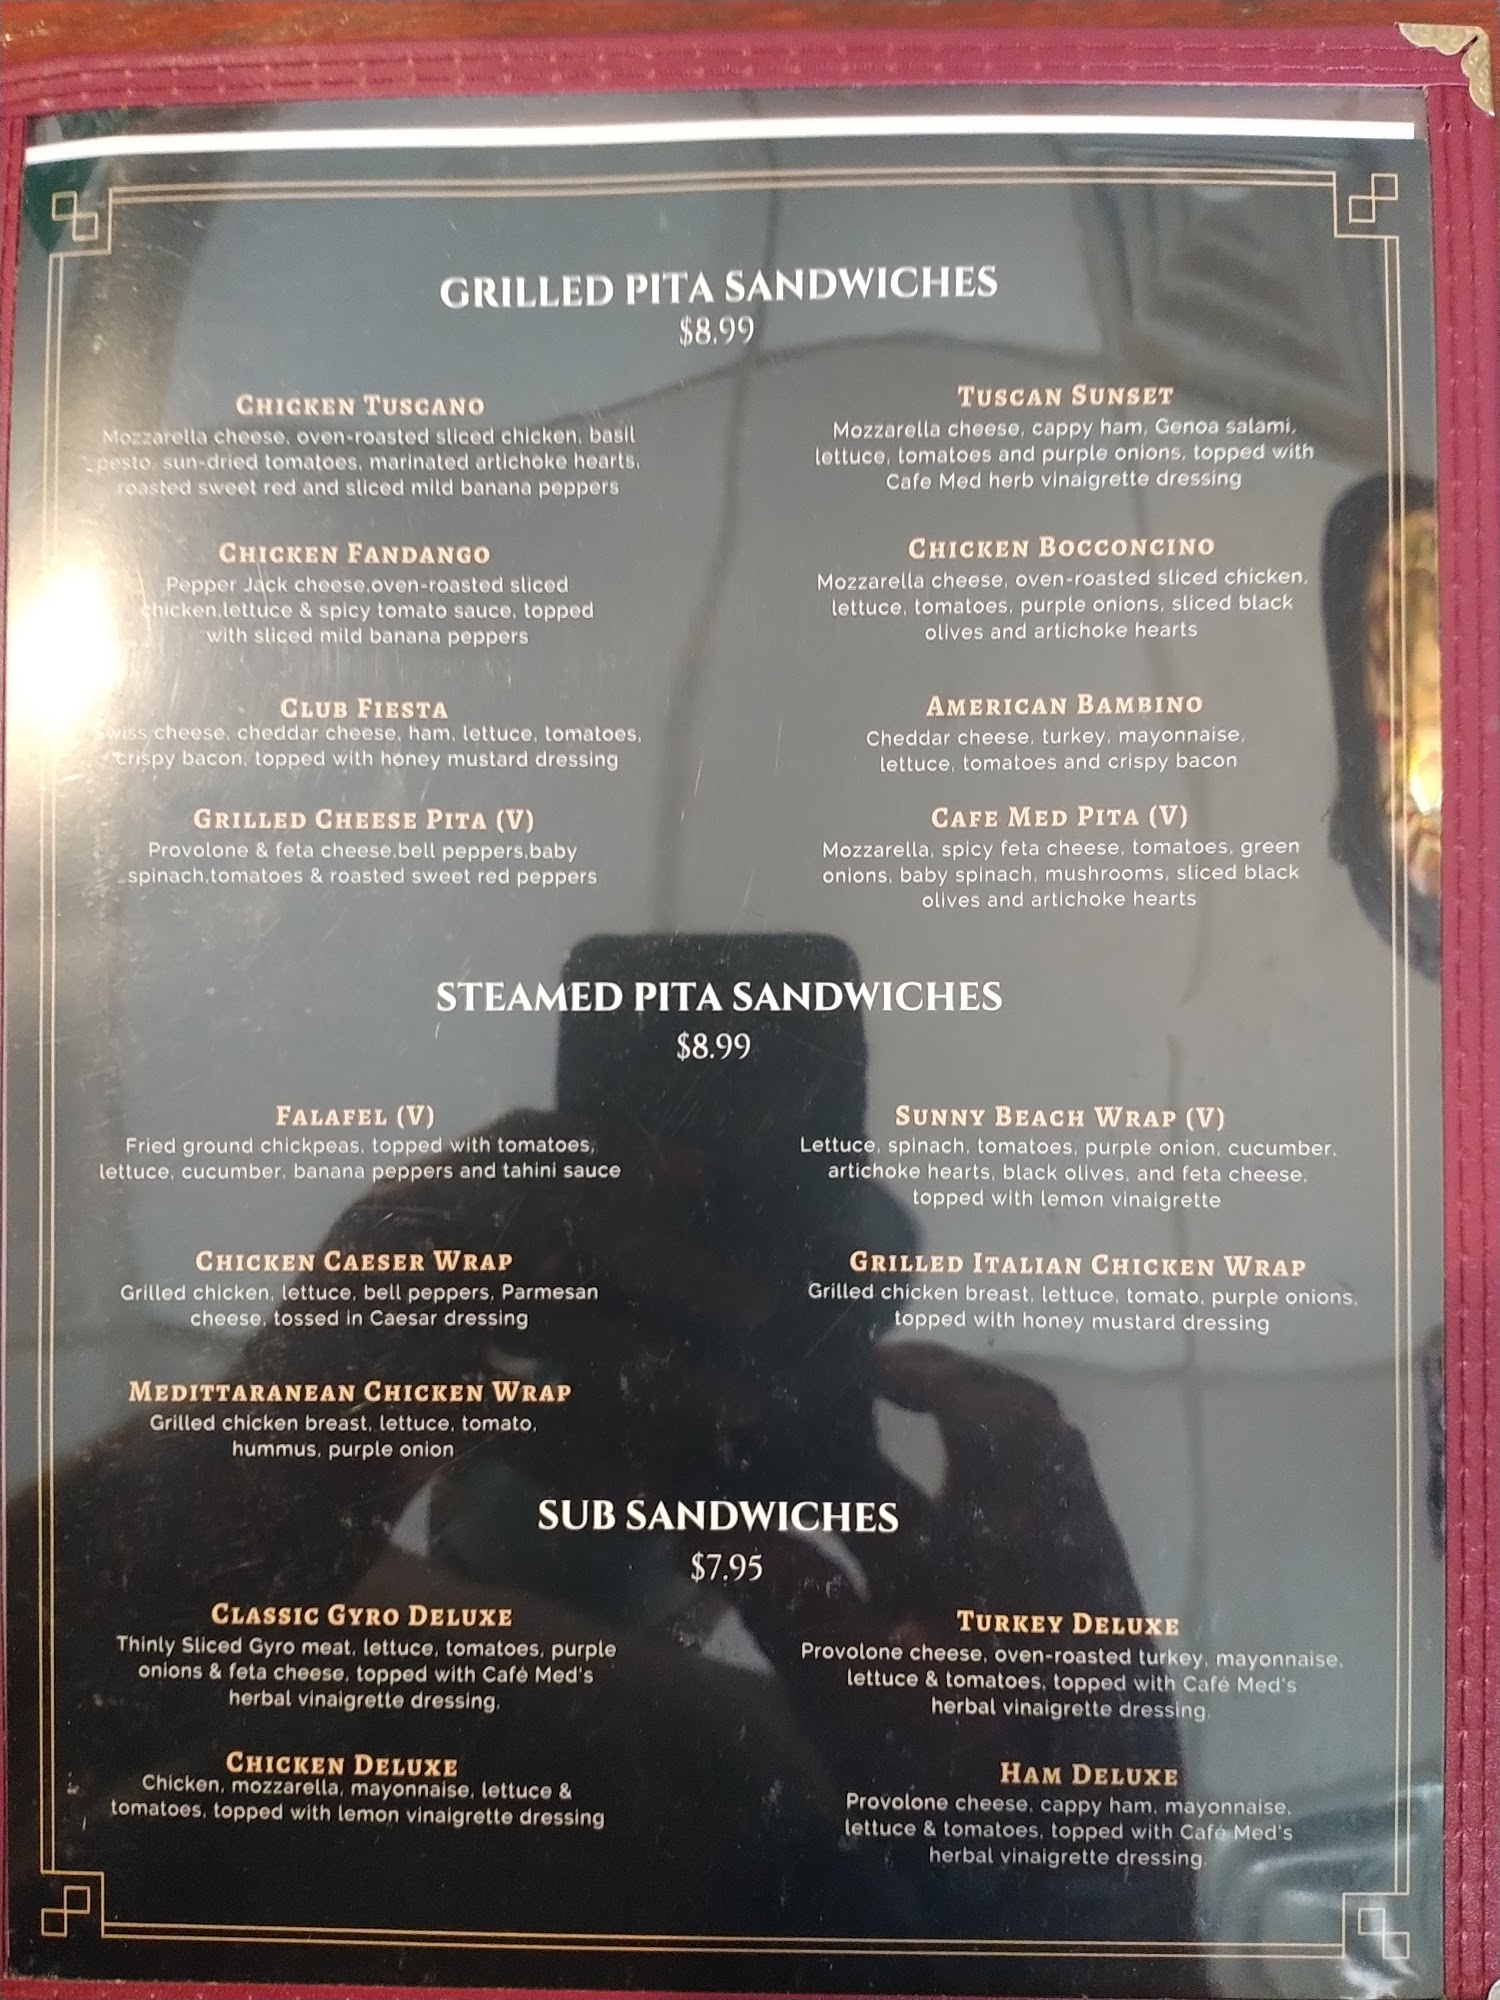 GRILLED PITA SANDWICHES
$8.99
CHICKEN TUSCANO
Mozzarella cheese, oven-roasted sliced chicken, basil
pesto, sun-dried tomatoes, marinated artichoke hearts,
roasted sweet red and sliced mild banana peppers
CHICKEN FANDANGO
Pepper Jack cheese,oven-roasted sliced
chicken,lettuce & spicy tomato sauce, topped
with sliced mild banana peppers
CLUB FIESTA
Swiss cheese, cheddar cheese, ham, lettuce, tomatoes,
crispy bacon, topped with honey mustard dressing
GRILLED CHEESE PITA (V)
Provolone & feta cheese,bell peppers,baby
spinach,tomatoes & roasted sweet red peppers
TUSCAN SUNSET
Mozzarella cheese, cappy ham, Genoa salami,
lettuce, tomatoes and purple onions, topped with
Cafe Med herb vinaigrette dressing
CHICKEN BOCCONCINO
Mozzarella cheese, oven-roasted sliced chicken,
lettuce, tomatoes, purple onions, sliced black
olives and artichoke hearts
AMERICAN BAMBINO
Cheddar cheese, turkey, mayonnaise,
lettuce, tomatoes and crispy bacon
CAFE MED PITA (V)
Mozzarella, spicy feta cheese, tomatoes, green
onions, baby spinach, mushrooms, sliced black
olives and artichoke hearts
STEAMED PITA SANDWICHES
$8.99
FALAFEL (V)
Fried ground chickpeas, topped with tomatoes,
lettuce, cucumber, banana peppers and tahini sauce
CHICKEN CAESER WRAP
Grilled chicken, lettuce, bell peppers, Parmesan
cheese, tossed in Caesar dressing
MEDITTARANEAN CHICKEN WRAP
Grilled chicken breast, lettuce, tomato,
hummus, purple onion
SUNNY BEACH WRAP (V)
Lettuce, spinach, tomatoes, purple onion, cucumber,
artichoke hearts, black olives, and feta cheese,
topped with lemon vinaigrette
GRILLED ITALIAN CHICKEN WRAP
Grilled chicken breast, lettuce, tomato, purple onions,
topped with honey mustard dressing
SUB SANDWICHES
$7.95
CLASSIC GYRO DELUXE
Thinly Sliced Gyro meat, lettuce, tomatoes, purple
onions & feta cheese, topped with Café Med's
herbal vinaigrette dressing.
CHICKEN DELUXE
Chicken, mozzarella, mayonnaise, lettuce &
tomatoes, topped with lemon vinaigrette dressing
TURKEY DELUXE
Provolone cheese, oven-roasted turkey, mayonnaise,
lettuce & tomatoes, topped with Café Med's
herbal vinaigrette dressing.
HAM DELUXE
Provolone cheese, cappy ham, mayonnaise,
lettuce & tomatoes, topped with Café Med's
herbal vinaigrette dressing.